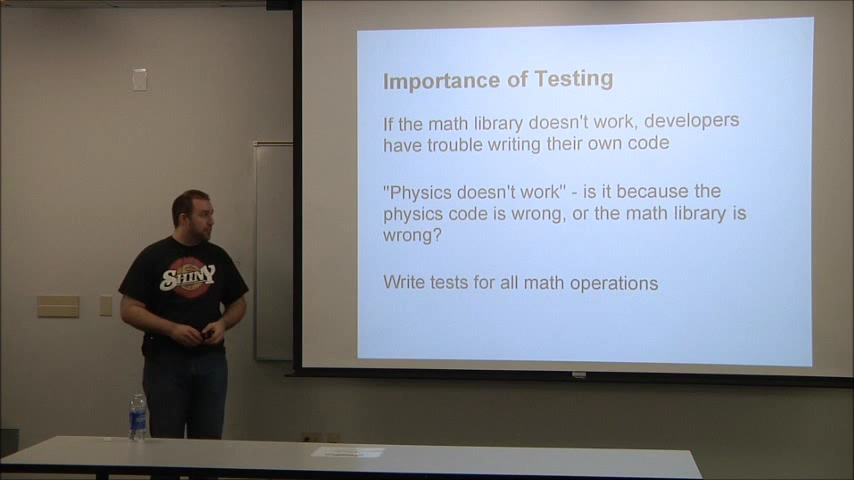 Importance of Testing
If the math library doesn't work, developers
have trouble writing their own code
"Physics doesn't work" - is it because the
physics code is wrong, or the math library is
wrong?
Write tests for all math operations
SHINY